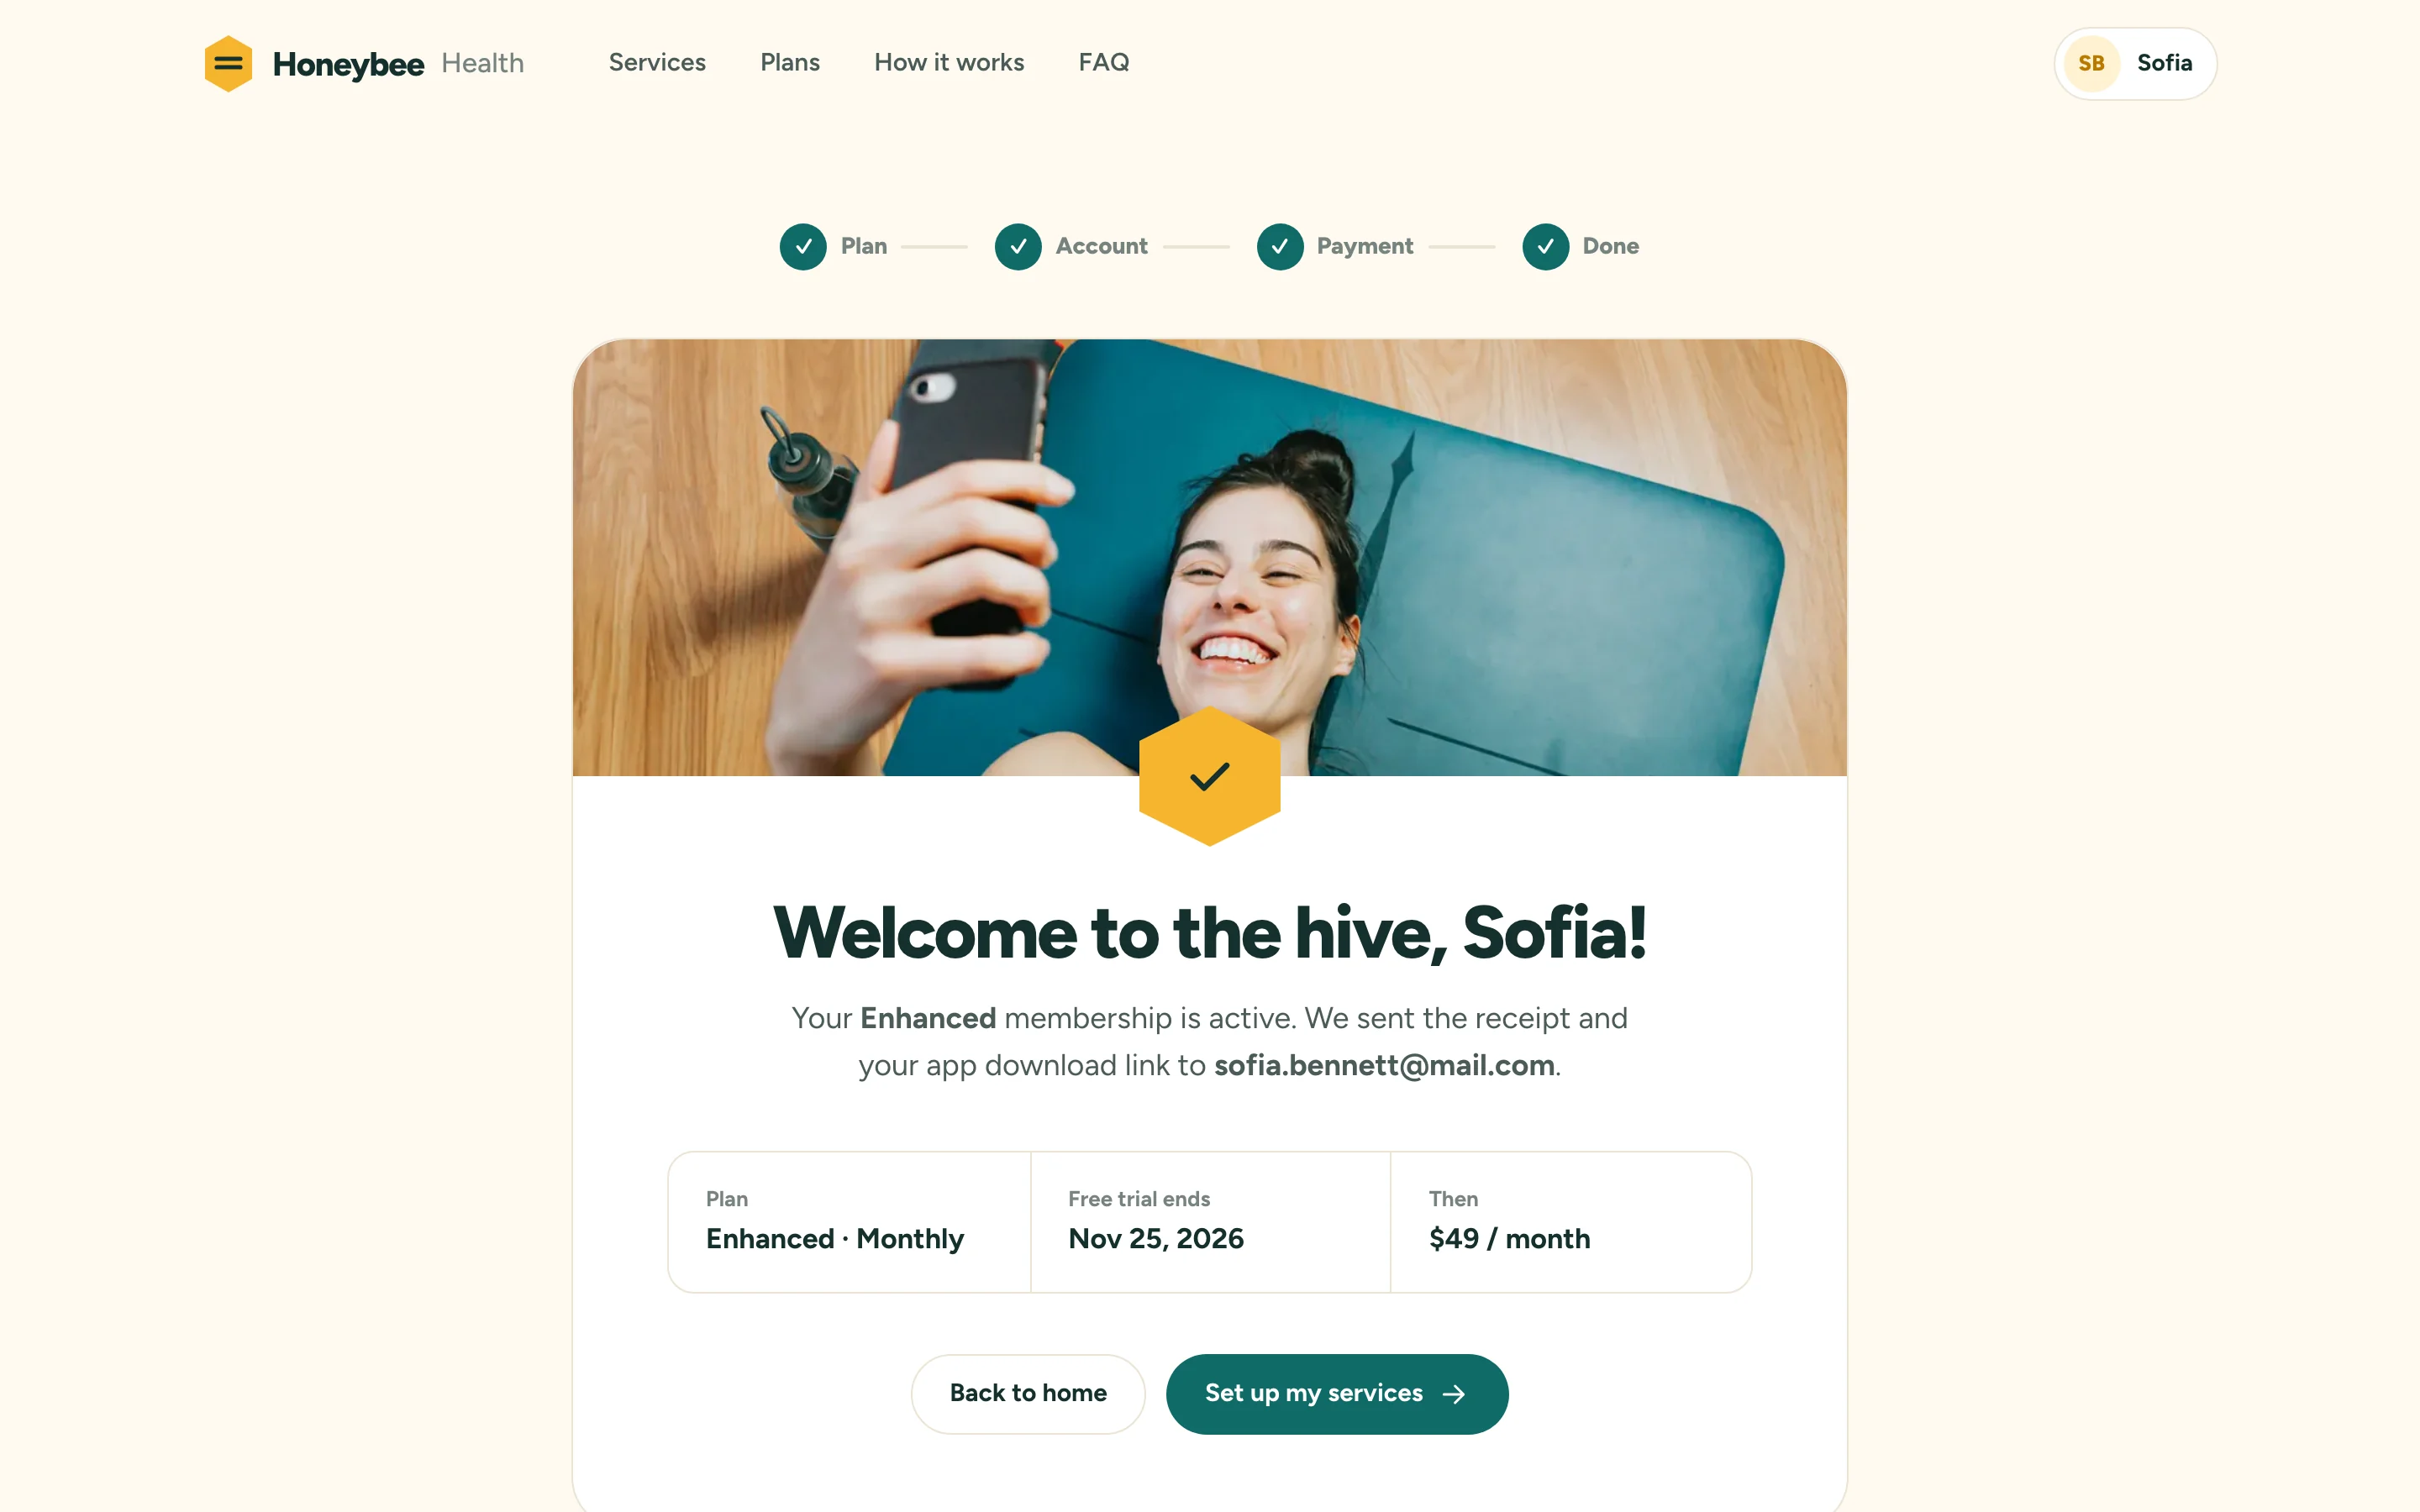 Honeybee Health
Services
Plans
How it works
FAQ
SB
Sofia
Plan
Account
Payment
Done
Welcome to the hive, Sofia!
Your Enhanced membership is active. We sent the receipt and
your app download link to sofia.bennett@mail.com.
Plan
Enhanced · Monthly
Free trial ends
Nov 25, 2026
Then
$49 / month
Back to home
Set up my services